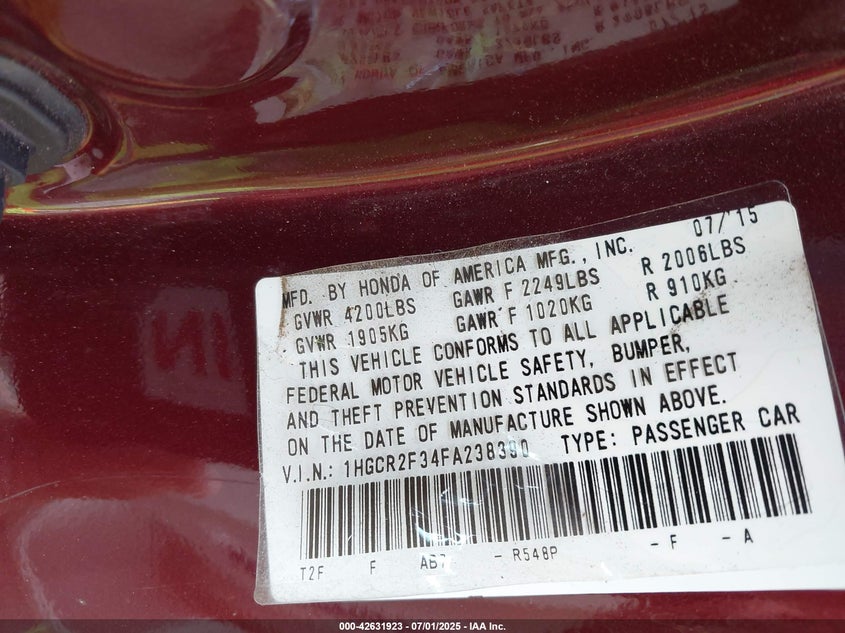 07/'15
MFD. BY HONDA OF AMERICA MFG., INC.
GVWR 4200LBS GAWR F 2249LBS R 2006LBS
GVWR 1905KG GAWR F 1020KG R 910KG
THIS VEHICLE CONFORMS TO ALL APPLICABLE
FEDERAL MOTOR VEHICLE SAFETY, BUMPER,
AND THEFT PREVENTION STANDARDS IN EFFECT
ON THE DATE OF MANUFACTURE SHOWN ABOVE.
V.I.N.: 1HGCR2F34FA238390 TYPE: PASSENGER CAR
T2F F AB7 - R548P - F - A
000-42631923 // 07/01/2025 - IAA Inc.